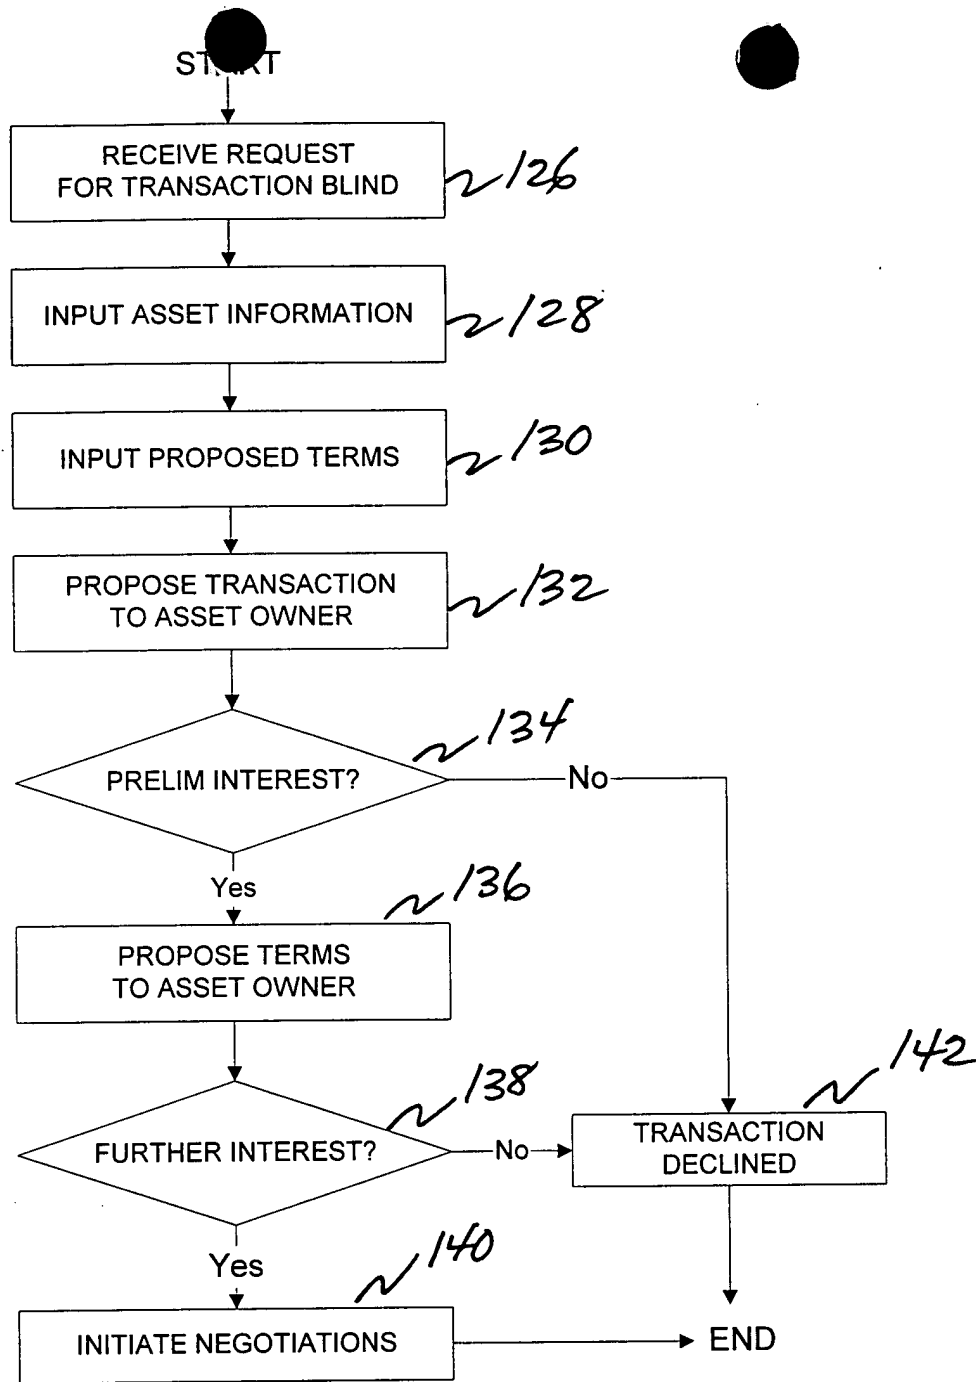 RECEIVE REQUEST
FOR TRANSACTION BLIND
126
INPUT ASSET INFORMATION
128
INPUT PROPOSED TERMS
130
PROPOSE TRANSACTION
TO ASSET OWNER
132
134
PRELIM INTEREST?
No
Yes
136
PROPOSE TERMS
TO ASSET OWNER
138
142
FURTHER INTEREST?
No
TRANSACTION
DECLINED
Yes
140
INITIATE NEGOTIATIONS
END